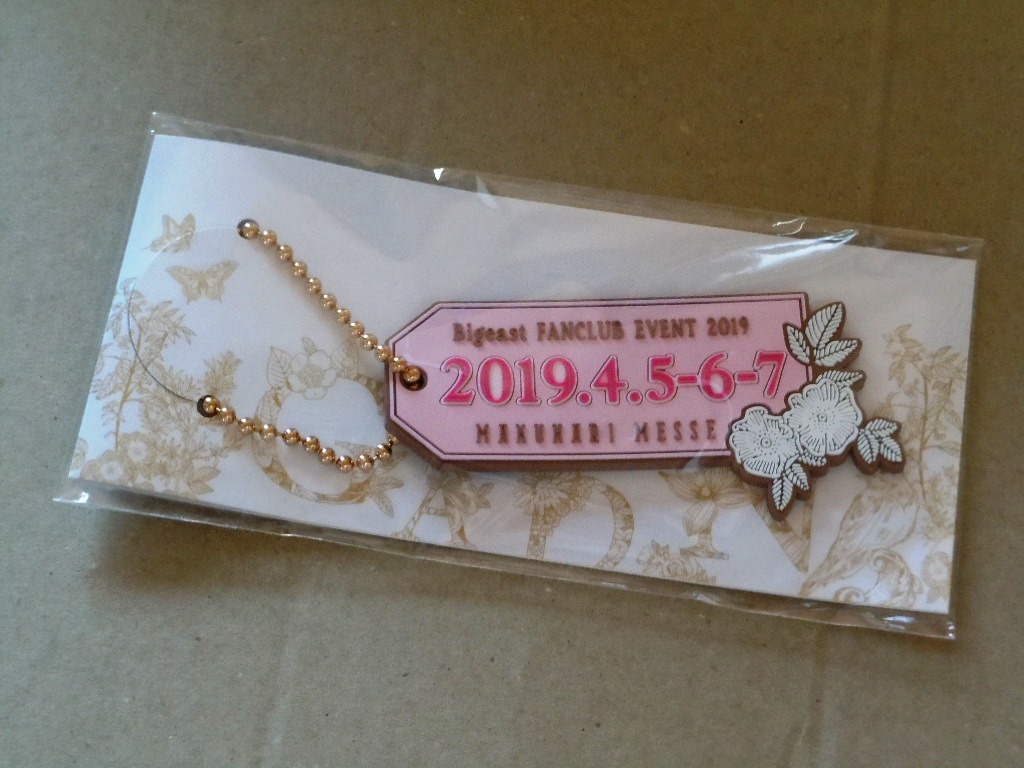 Bigeast FANCLUB EVENT 2019
2019.4.5-6-7
MAKUHARI MESSE